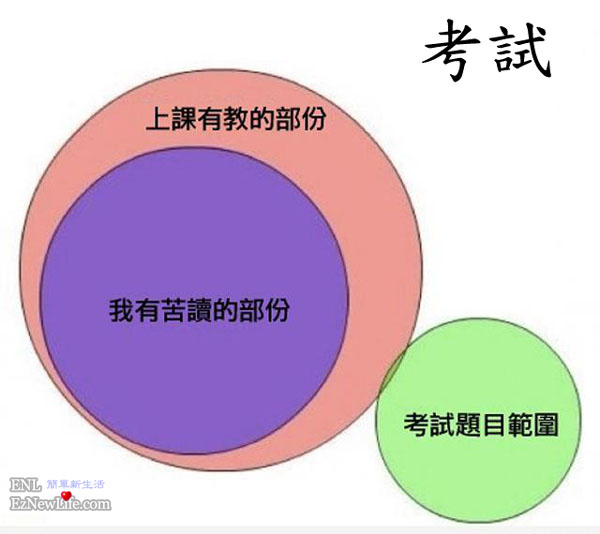 考試
上課有教的部份
我有苦讀的部份
考試題目範圍
ENL 簡單新生活
EzNewLife.com